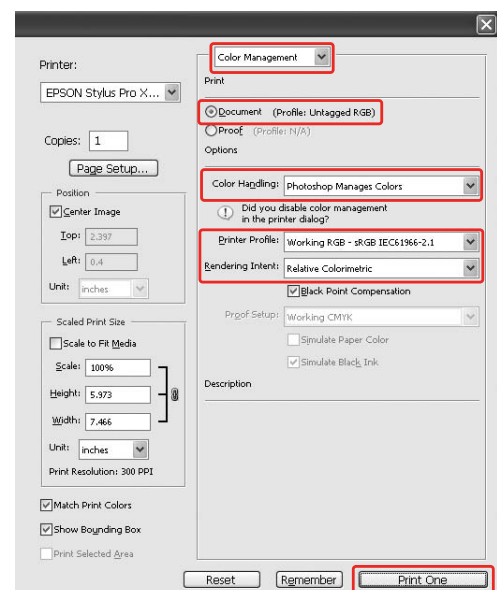 Printer:
EPSON Stylus Pro X...
Copies: 1
Page Setup...
Position
Center Image
Top: 2.397
Left: 0.4
Unit: inches
Scaled Print Size
Scale to Fit Media
Scale: 100%
Height: 5.973
Width: 7.466
Unit: inches
Print Resolution: 300 PPI
Match Print Colors
Show Bounding Box
Print Selected Area
Color Management
Print
Document (Profile: Untagged RGB)
Proof (Profile: N/A)
Options
Color Handling: Photoshop Manages Colors
Did you disable color management
in the printer dialog?
Printer Profile: Working RGB - sRGB IEC61966-2.1
Rendering Intent: Relative Colorimetric
Black Point Compensation
Proof Setup: Working CMYK
Simulate Paper Color
Simulate Black Ink
Description
Reset Remember Print One